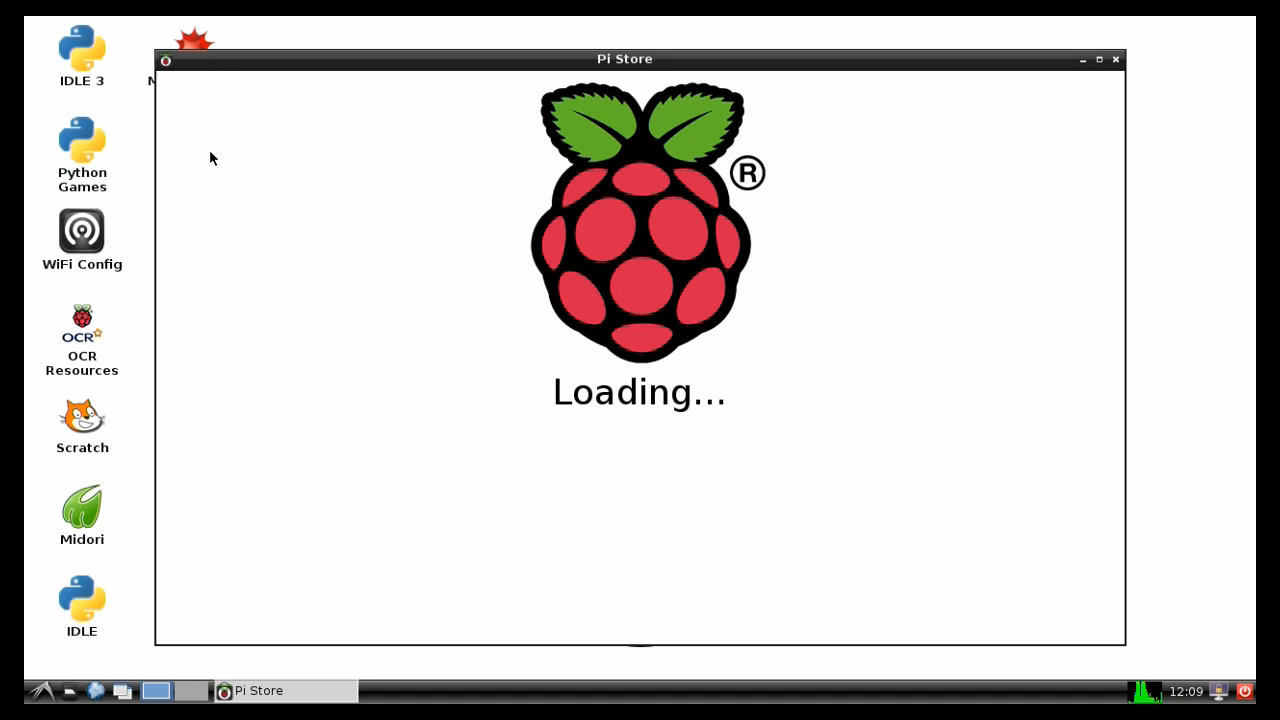 IDLE 3
Python
Games
WiFi Config
OCR
OCR
Resources
Scratch
Midori
IDLE
Pi Store
®
Loading...
Pi Store
12:09